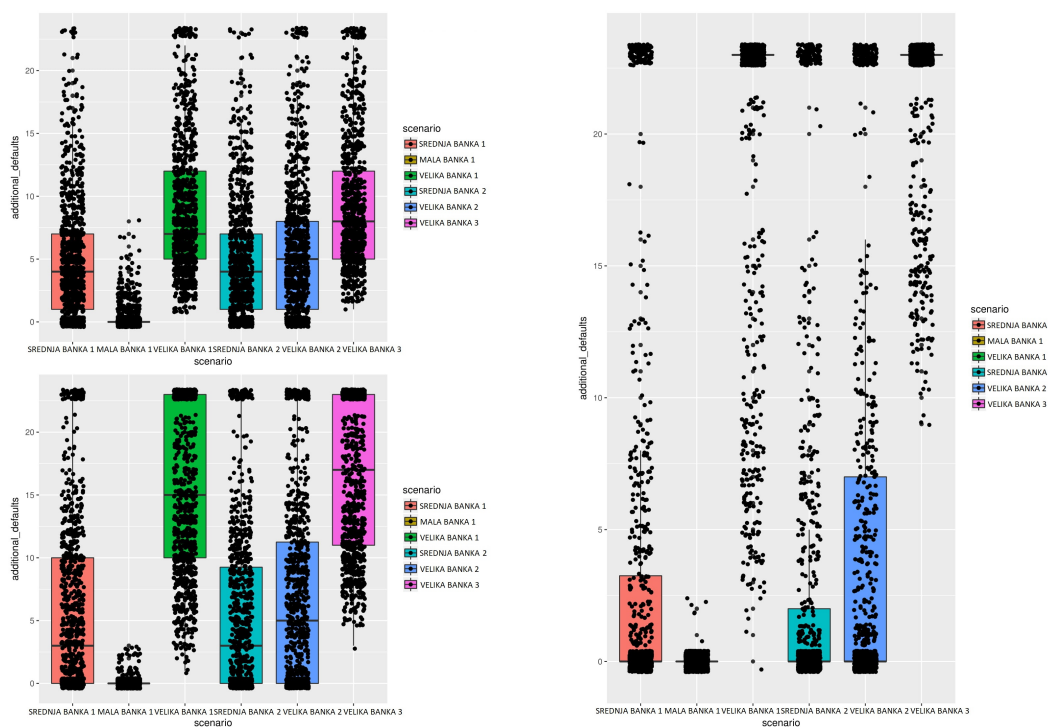 additional_defaults
20
15
10
5
0
SREDNJA BANKA 1 MALA BANKA 1 VELIKA BANKA 1 SREDNJA BANKA 2 VELIKA BANKA 2 VELIKA BANKA 3
scenario
scenario
SREDNJA BANKA 1
MALA BANKA 1
VELIKA BANKA 1
SREDNJA BANKA 2
VELIKA BANKA 2
VELIKA BANKA 3
additional_defaults
20
15
10
5
0
SREDNJA BANKA 1 MALA BANKA 1 VELIKA BANKA 1 SREDNJA BANKA 2 VELIKA BANKA 2 VELIKA BANKA 3
scenario
scenario
SREDNJA BANKA 1
MALA BANKA 1
VELIKA BANKA 1
SREDNJA BANKA 2
VELIKA BANKA 2
VELIKA BANKA 3
additional_defaults
20
15
10
5
0
SREDNJA BANKA 1 MALA BANKA 1 VELIKA BANKA 1 SREDNJA BANKA 2 VELIKA BANKA 2 VELIKA BANKA 3
scenario
scenario
SREDNJA BANKA
MALA BANKA 1
VELIKA BANKA 1
SREDNJA BANKA
VELIKA BANKA 2
VELIKA BANKA 3